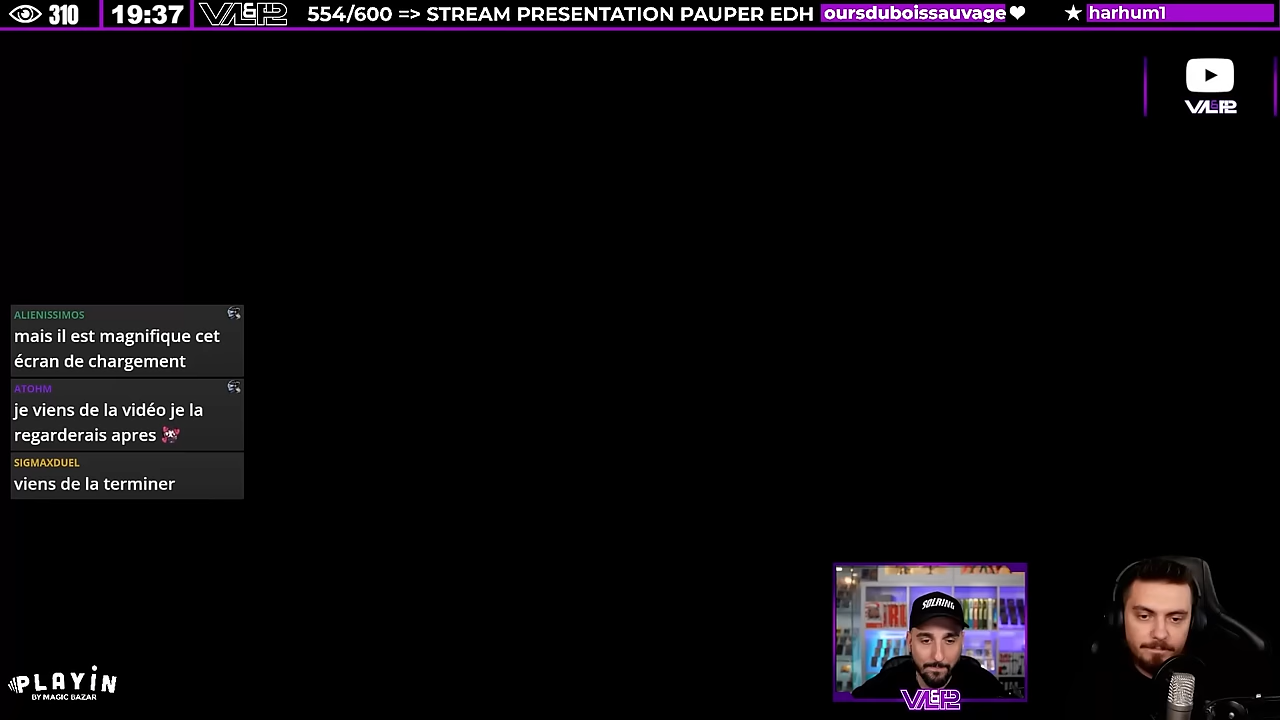 310
19:37
VAL&PL
554/600 => STREAM PRESENTATION PAUPER EDH oursduboissauvage
harhum1
ALIENISSIMOS
mais il est magnifique cet
écran de chargement
ATOHM
je viens de la vidéo je la
regarderais apres
SIGMAXDUEL
viens de la terminer
SOLRING
PLAYIN
BY MAGIC BAZAR